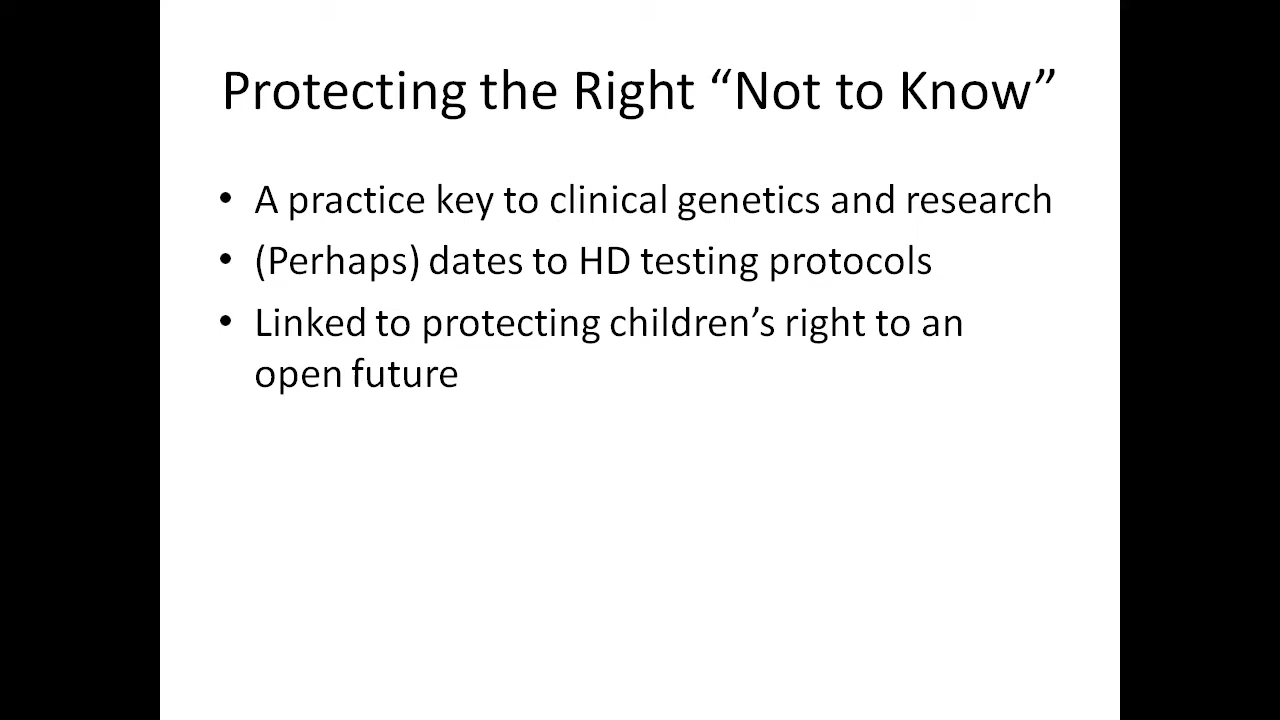 Protecting the Right “Not to Know”
• A practice key to clinical genetics and research
• (Perhaps) dates to HD testing protocols
• Linked to protecting children’s right to an
open future